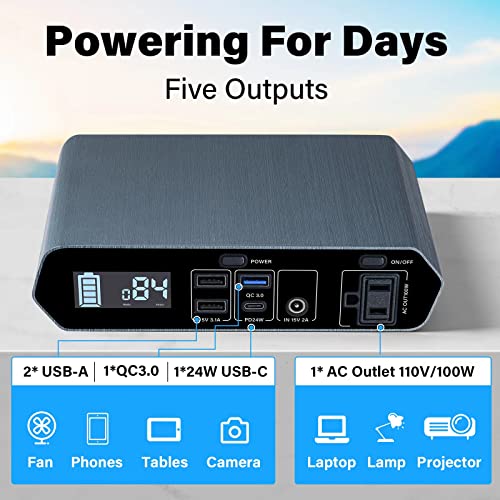 Powering For Days
Five Outputs
POWER
ON/OFF
084
QC 3.0
5V 3.1A
PD24W
IN 15V 2A
AC OUT100W
2* USB-A
1*QC3.0
1*24W USB-C
1* AC Outlet 110V/100W
Fan
Phones
Tables
Camera
Laptop
Lamp
Projector